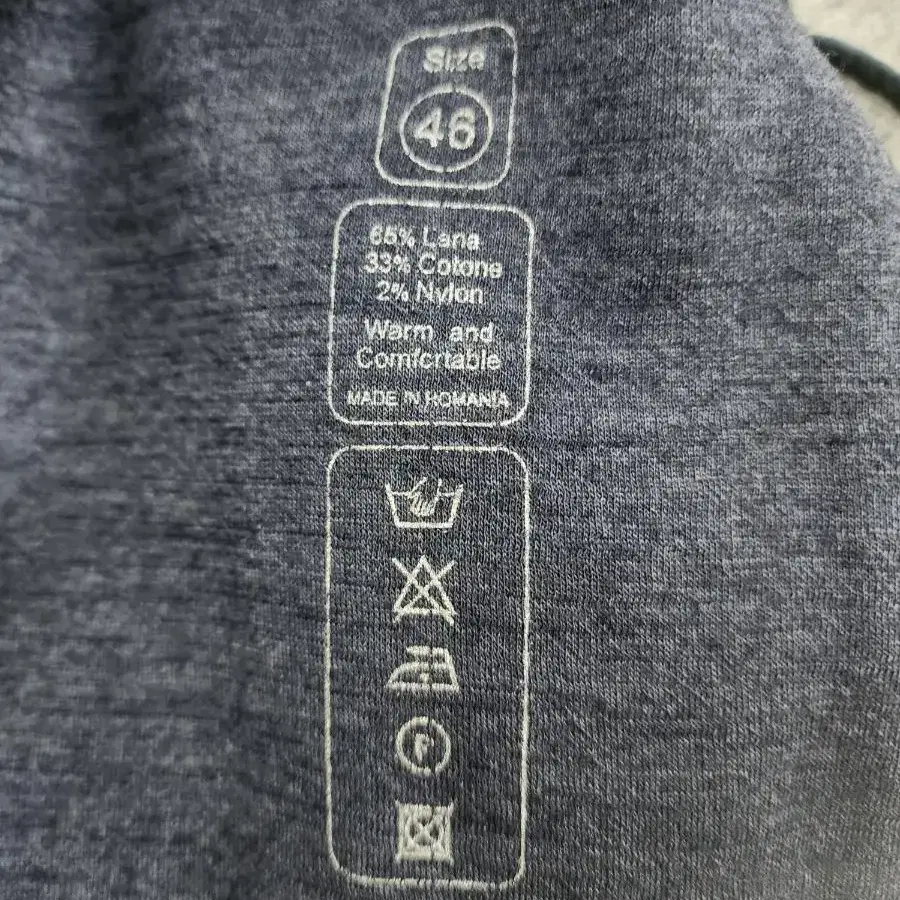 Size
46
65% Lana
33% Cotone
2% Nylon
Warm and
Comfortable
MADE IN ROMANIA
F